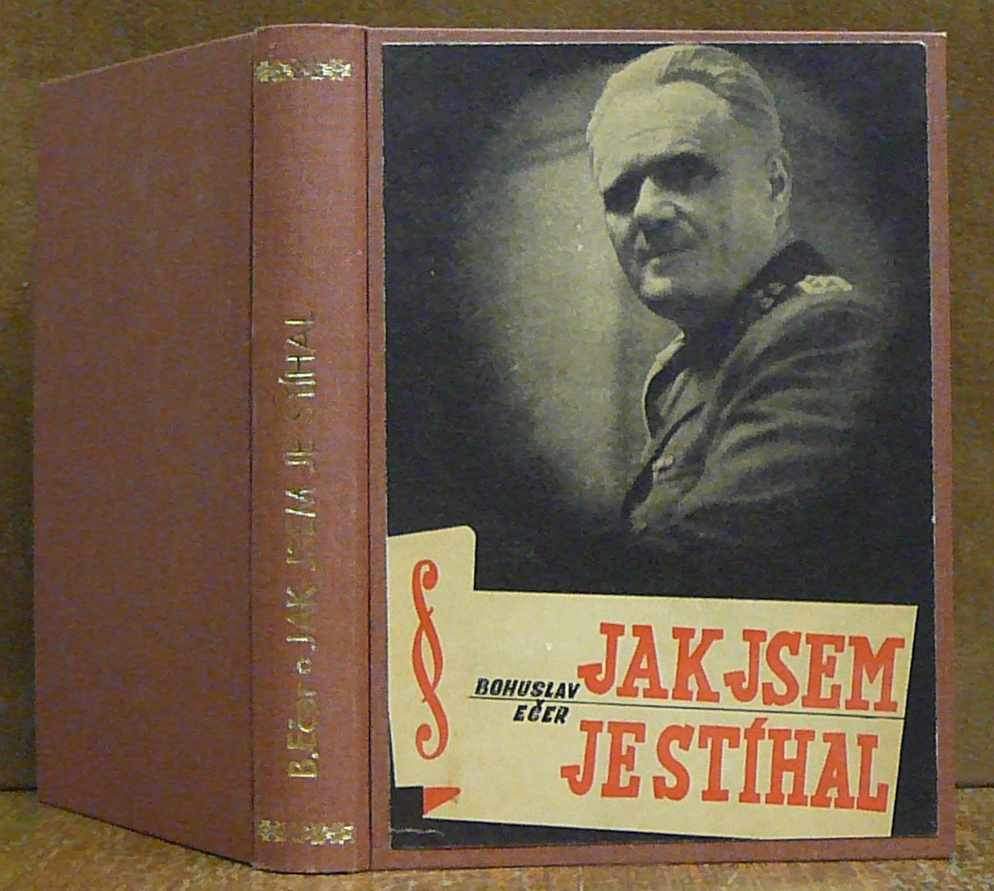 B. Ečer JAK JSEM JE STÍHAL
§
BOHUSLAV
EČER
JAK JSEM
JE STÍHAL